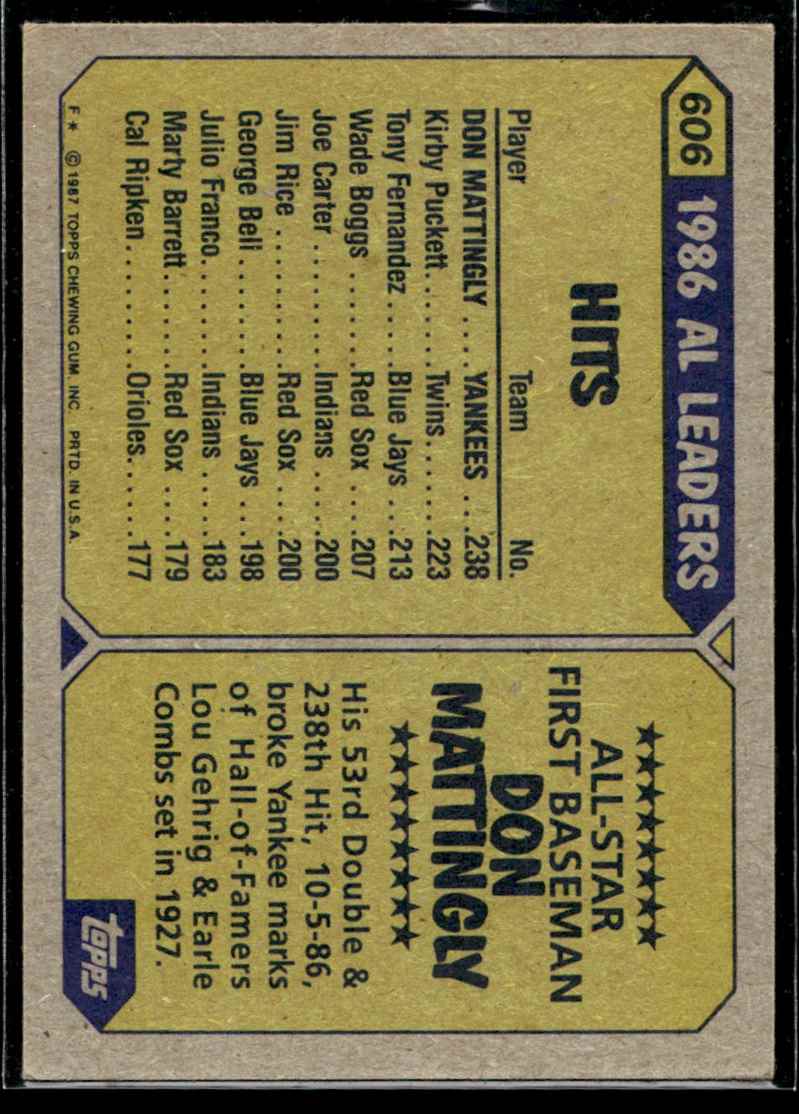 606 1986 AL LEADERS
HITS
Player Team No.
DON MATTINGLY .... YANKEES ...238
Kirby Puckett...... Twins......223
Tony Fernandez ..... Blue Jays ...213
Wade Boggs ....... Red Sox ....207
Joe Carter ......... Indians .....200
Jim Rice .......... Red Sox ....200
George Bell ........ Blue Jays ...198
Julio Franco........ Indians .....183
Marty Barrett....... Red Sox ....179
Cal Ripken......... Orioles......177
F* © 1987 TOPPS CHEWING GUM, INC. PRTD. IN U.S.A.
★★★★★★★★
ALL-STAR
FIRST BASEMAN
DON
MATTINGLY
★★★★★★★★
His 53rd Double &
238th Hit, 10-5-86,
broke Yankee marks
of Hall-of-Famers
Lou Gehrig & Earle
Combs set in 1927.
topps